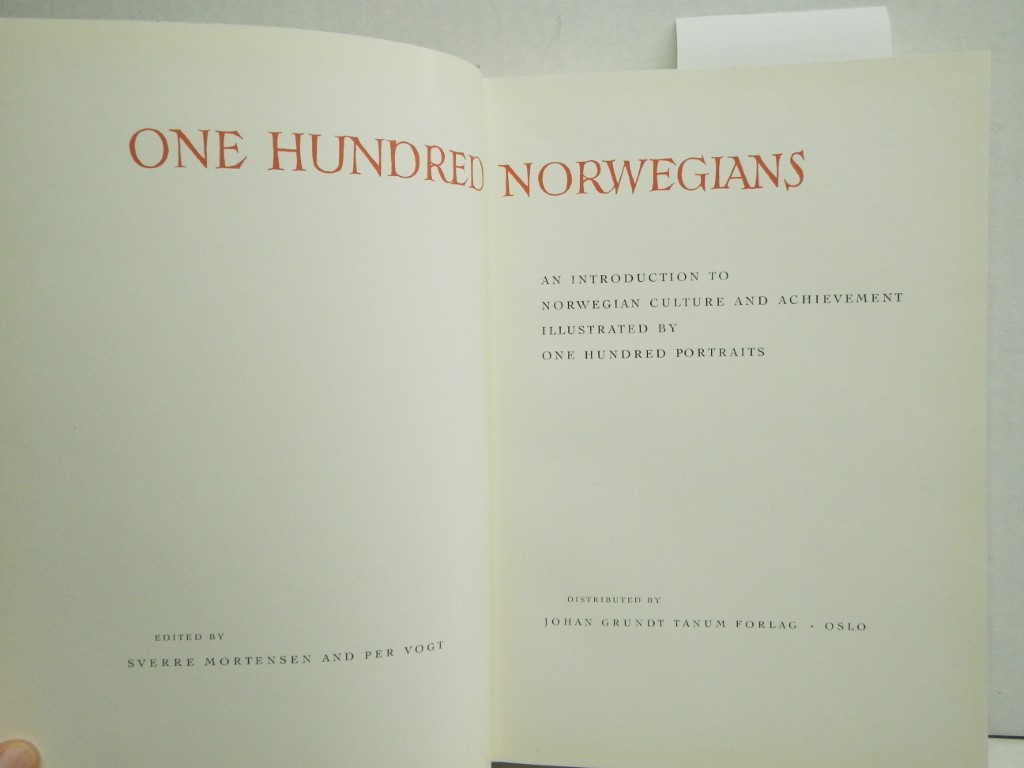 ONE HUNDRED NORWEGIANS
AN INTRODUCTION TO
NORWEGIAN CULTURE AND ACHIEVEMENT
ILLUSTRATED BY
ONE HUNDRED PORTRAITS
EDITED BY
SVERRE MORTENSEN AND PER VOGT
DISTRIBUTED BY
JOHAN GRUNDT TANUM FORLAG · OSLO